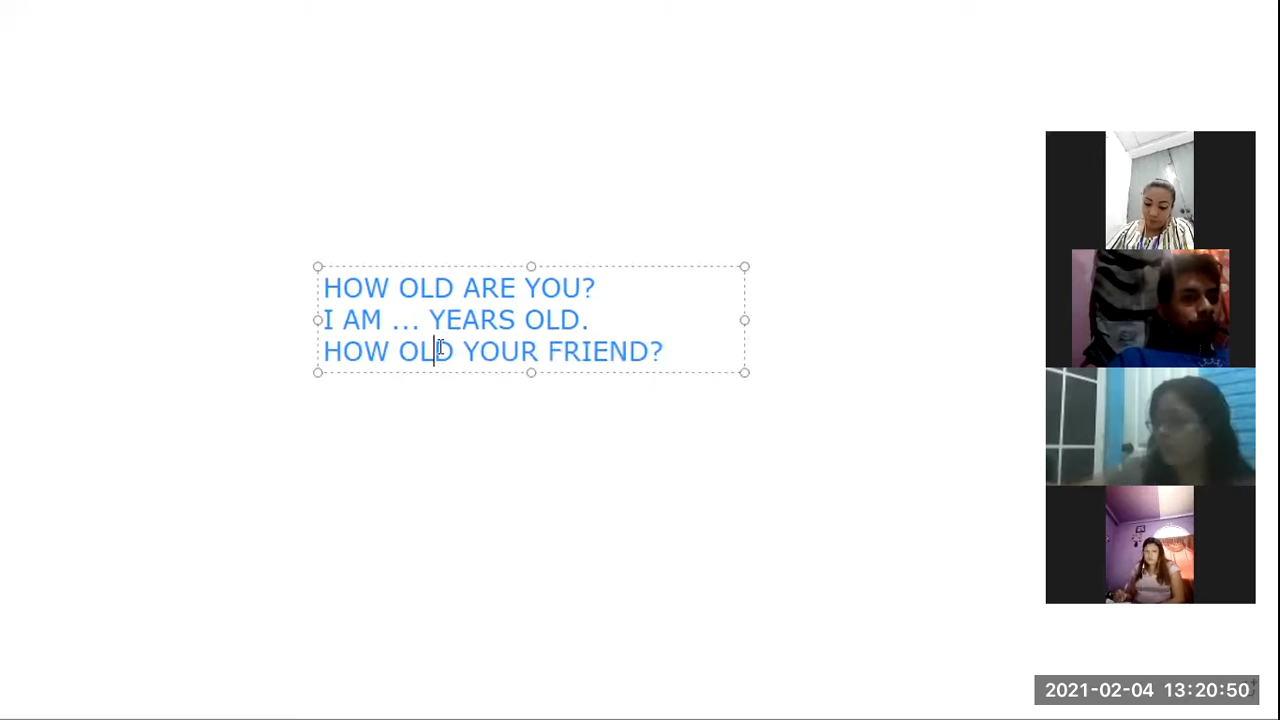 HOW OLD ARE YOU?
I AM ... YEARS OLD.
HOW OLD YOUR FRIEND?
2021-02-04 13:20:50